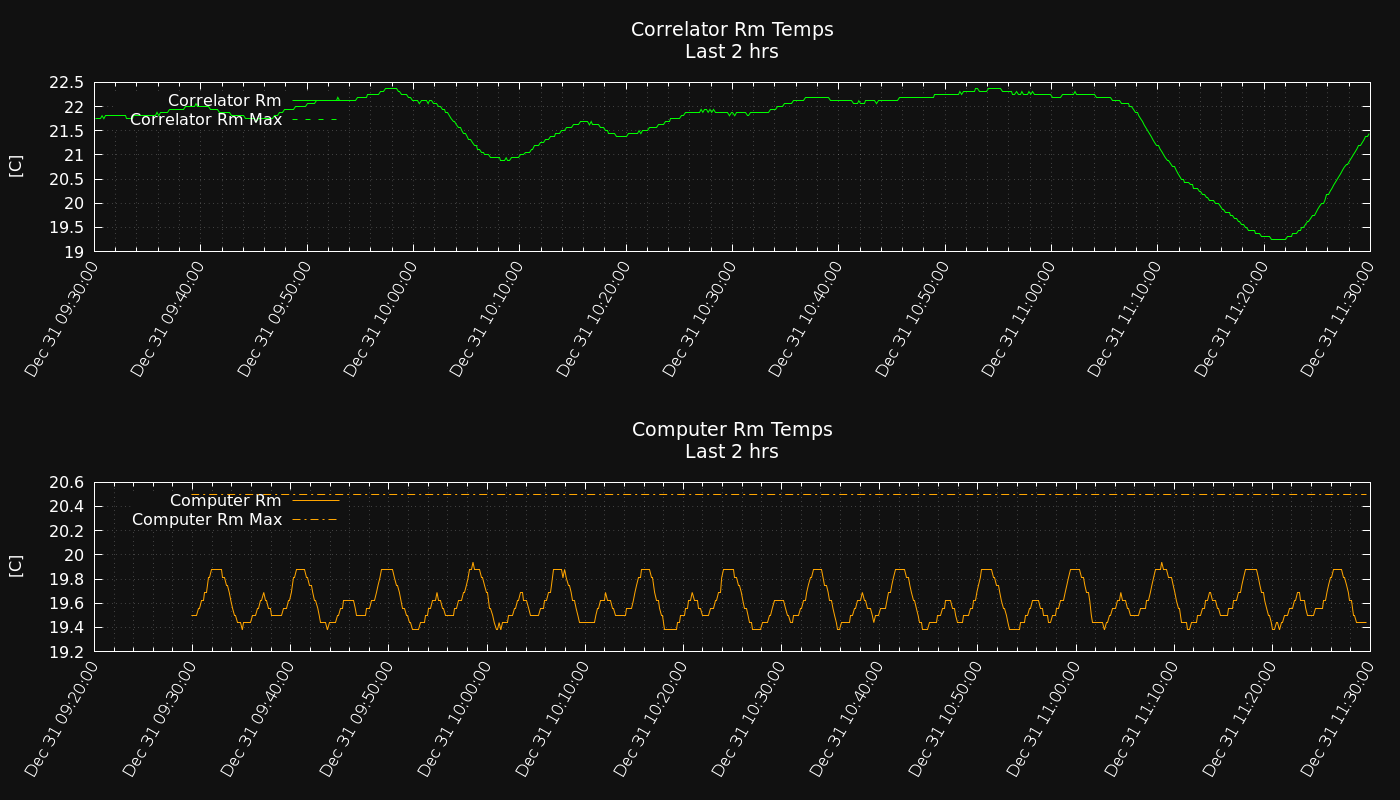 Correlator Rm Temps
Last 2 hrs
22.5
22
21.5
21
20.5
20
19.5
19
[C]
Correlator Rm
Correlator Rm Max
Dec 31 09:30:00
Dec 31 09:40:00
Dec 31 09:50:00
Dec 31 10:00:00
Dec 31 10:10:00
Dec 31 10:20:00
Dec 31 10:30:00
Dec 31 10:40:00
Dec 31 10:50:00
Dec 31 11:00:00
Dec 31 11:10:00
Dec 31 11:20:00
Dec 31 11:30:00
Computer Rm Temps
Last 2 hrs
20.6
20.4
20.2
20
19.8
19.6
19.4
19.2
[C]
Computer Rm
Computer Rm Max
Dec 31 09:20:00
Dec 31 09:30:00
Dec 31 09:40:00
Dec 31 09:50:00
Dec 31 10:00:00
Dec 31 10:10:00
Dec 31 10:20:00
Dec 31 10:30:00
Dec 31 10:40:00
Dec 31 10:50:00
Dec 31 11:00:00
Dec 31 11:10:00
Dec 31 11:20:00
Dec 31 11:30:00